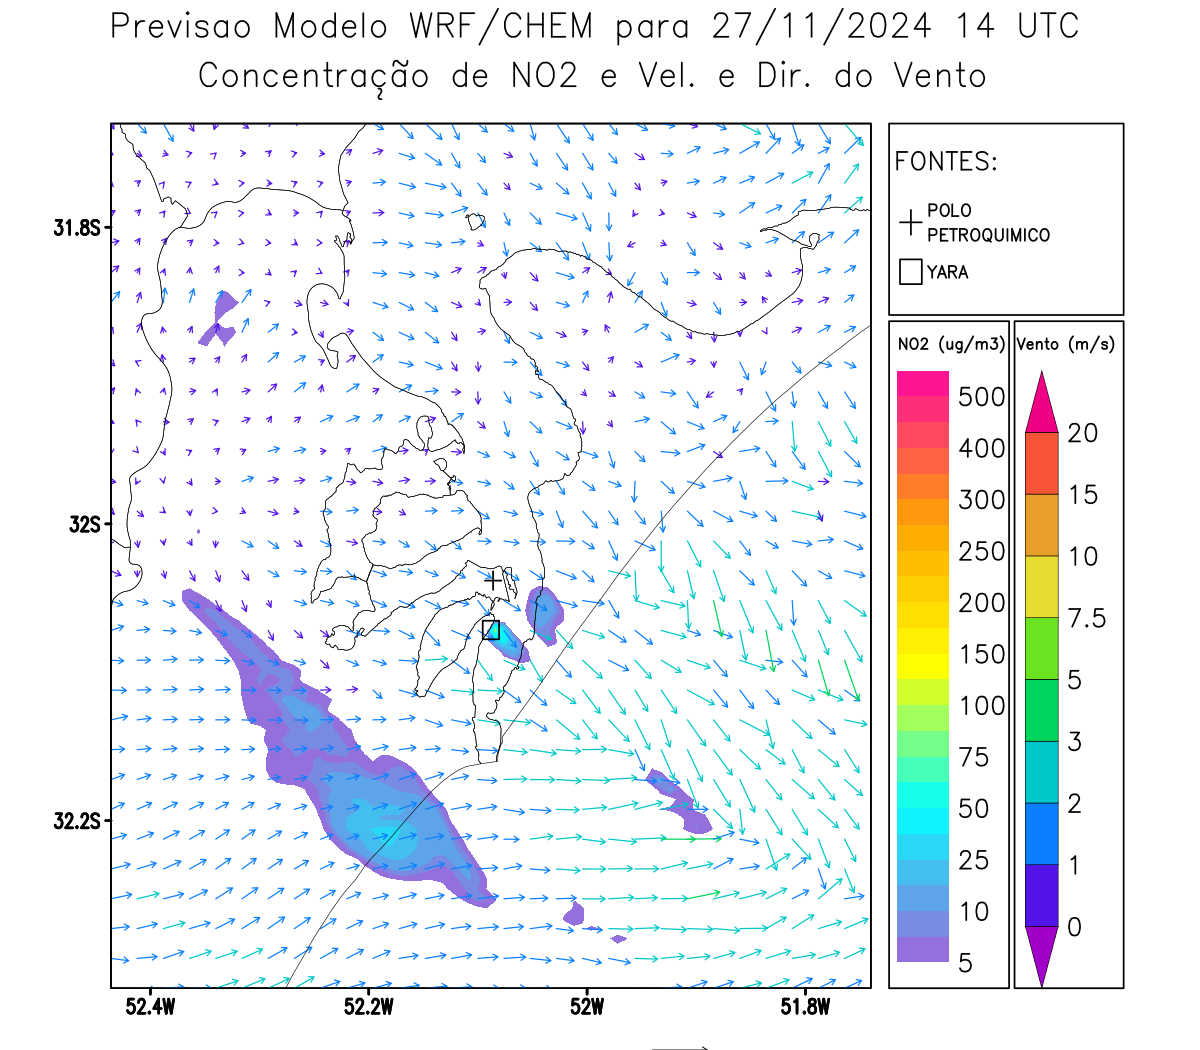 Previsao Modelo WRF/CHEM para 27/11/2024 14 UTC
Concentração de NO2 e Vel. e Dir. do Vento
FONTES:
POLO
PETROQUIMICO
YARA
NO2 (ug/m3)
500
400
300
250
200
150
100
75
50
25
10
5
Vento (m/s)
20
15
10
7.5
5
3
2
1
0
31.8S
32S
32.2S
52.4W
52.2W
52W
51.8W